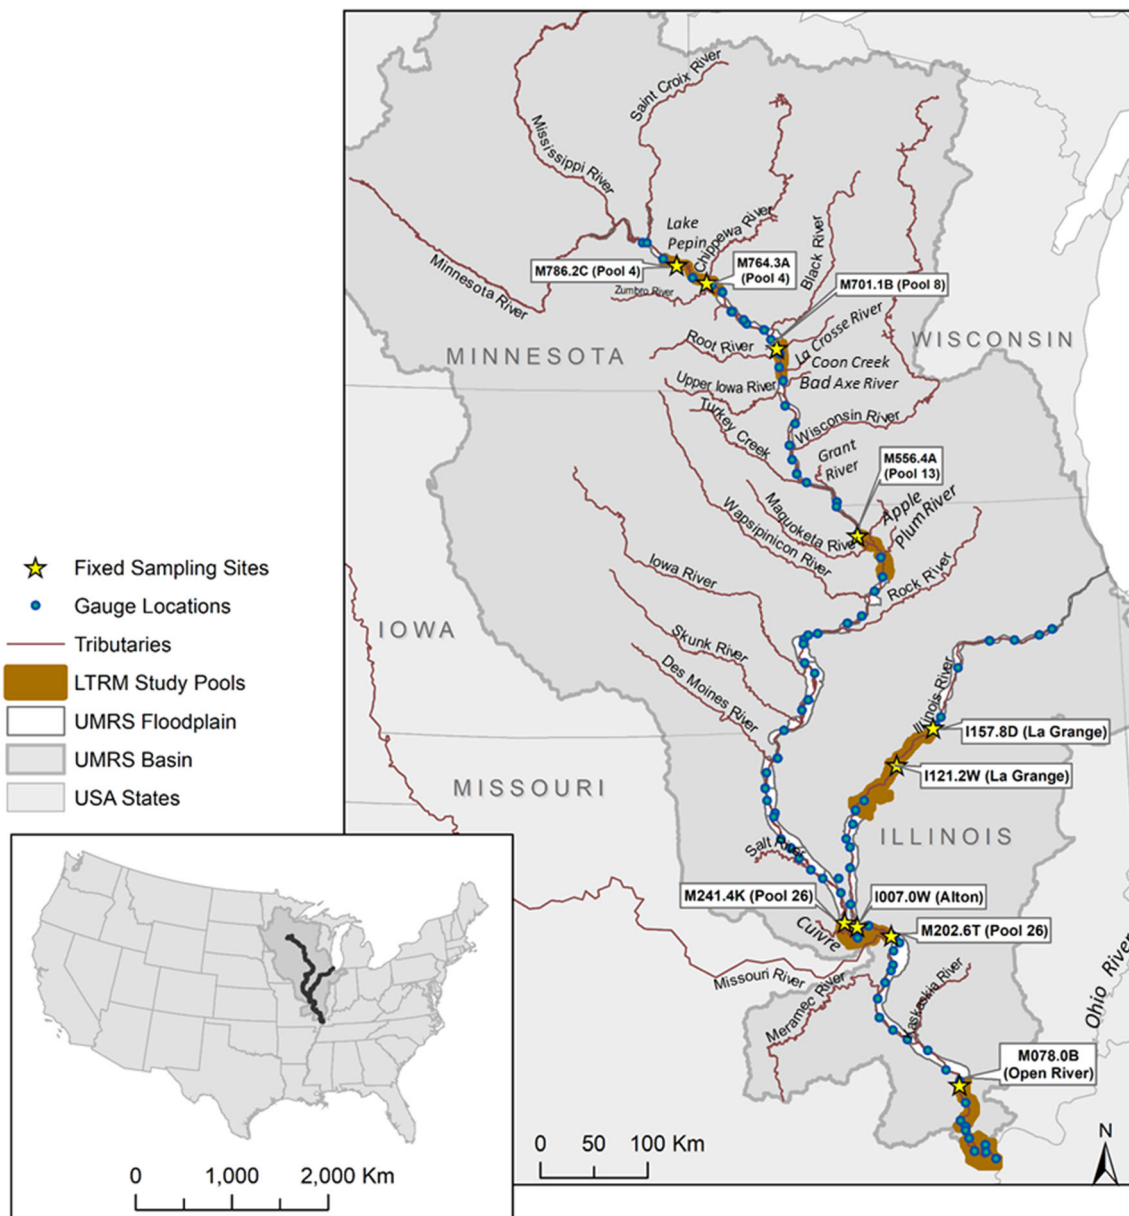 Saint Croix River
Mississippi River
Lake
Pepin
Chippewa River
Black River
M786.2C (Pool 4)
M764.3A
(Pool 4)
Minnesota River
Zumbro River
M701.1B (Pool 8)
Root River
La Crosse River
WISCONSIN
MINNESOTA
Coon Creek
Upper Iowa River
Bad Axe River
Turkey Creek
Wisconsin River
Grant
River
M556.4A
(Pool 13)
Maquoketa River
Apple
Plum River
Wapsipinicon River
Iowa River
Rock River
Fixed Sampling Sites
Gauge Locations
Tributaries
LTRM Study Pools
UMRS Floodplain
UMRS Basin
USA States
IOWA
Skunk River
Des Moines River
Illinois River
I157.8D (La Grange)
I121.2W (La Grange)
MISSOURI
ILLINOIS
Salt River
M241.4K (Pool 26)
I007.0W (Alton)
Cuivre
M202.6T (Pool 26)
Missouri River
Meramec River
Kaskaskia River
Ohio River
M078.0B
(Open River)
0 50 100 Km
N
0 1,000 2,000 Km